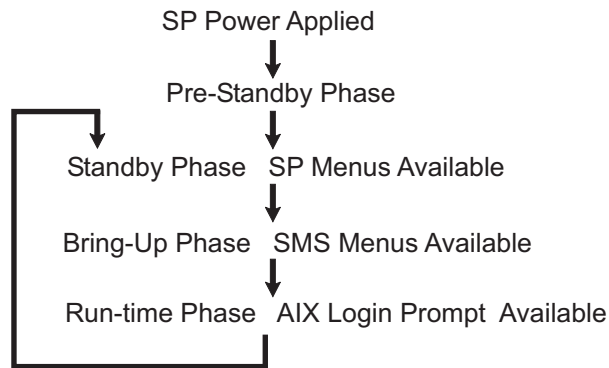 SP Power Applied
Pre-Standby Phase
Standby Phase SP Menus Available
Bring-Up Phase SMS Menus Available
Run-time Phase AIX Login Prompt Available